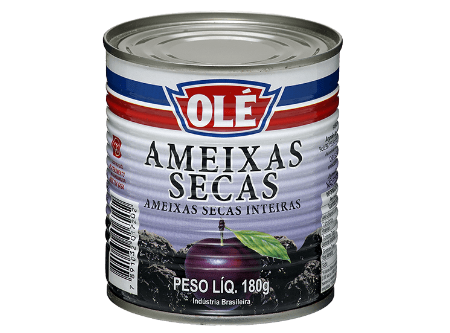 OLÉ
AMEIXAS
SECAS
AMEIXAS SECAS INTEIRAS
PESO LÍQ. 180g
Indústria Brasileira